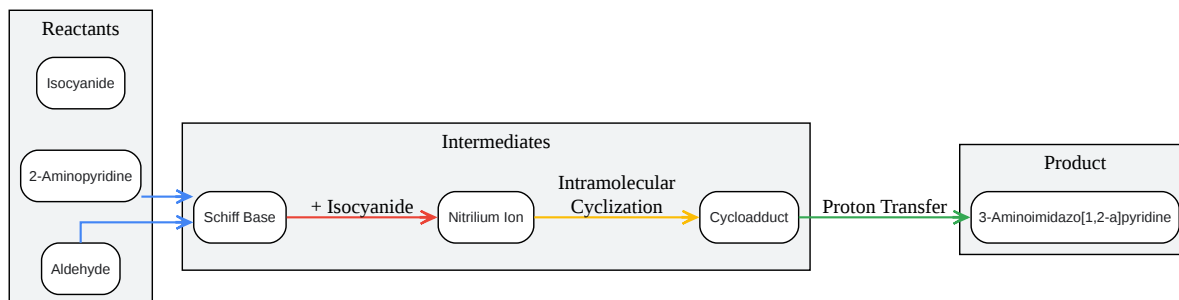 Reactants
Isocyanide
2-Aminopyridine
Aldehyde
Intermediates
Schiff Base
+ Isocyanide
Nitrilium Ion
Intramolecular
Cyclization
Cycloadduct
Proton Transfer
Product
3-Aminoimidazo[1,2-a]pyridine